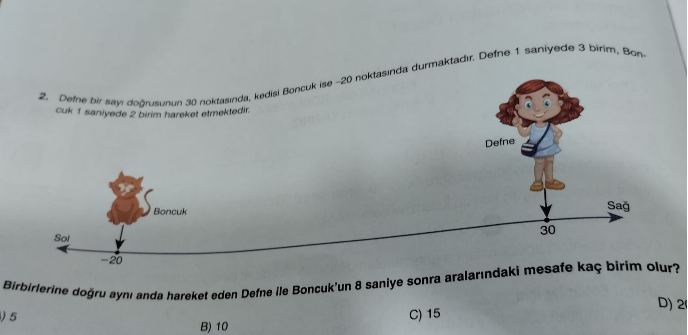 2. Defne bir sayı doğrusunun 30 noktasında, kedisi Boncuk ise -20 noktasında durmaktadır. Defne 1 saniyede 3 birim, Bon-
cuk 1 saniyede 2 birim hareket etmektedir.
Defne
Boncuk
Sağ
Sol
30
-20
Birbirlerine doğru aynı anda hareket eden Defne ile Boncuk'un 8 saniye sonra aralarındaki mesafe kaç birim olur?
) 5 B) 10 C) 15 D) 20